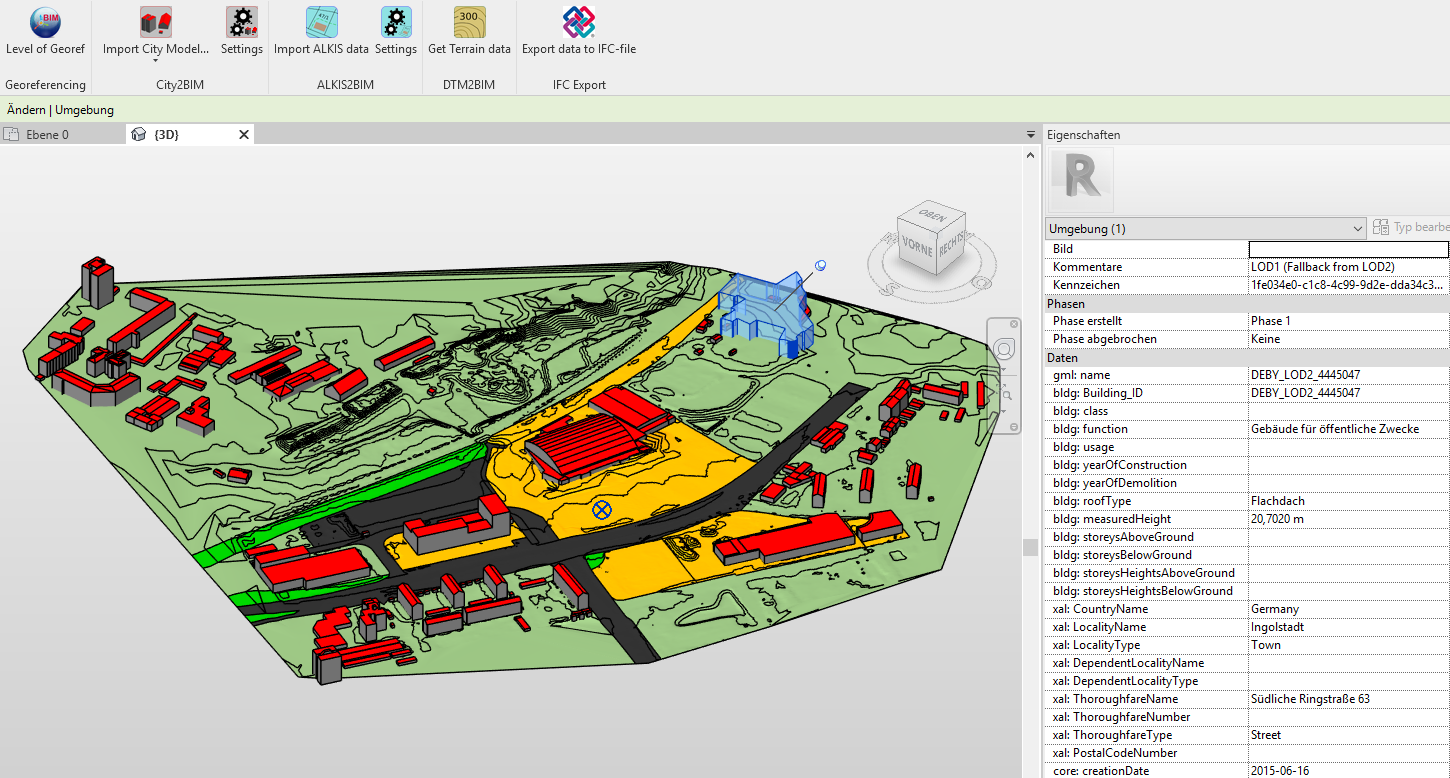 BIM 47/1 300
Level of Georef Import City Model... Settings Import ALKIS data Settings Get Terrain data Export data to IFC-file
Georeferencing City2BIM ALKIS2BIM DTM2BIM IFC Export
Ändern | Umgebung
Ebene 0 {3D}
OBEN
VORNE RECHTS
S O
Eigenschaften
R
Umgebung (1) Typ bearbe
Bild
Kommentare LOD1 (Fallback from LOD2)
Kennzeichen 1fe034e0-c1c8-4c99-9d2e-dda34c3...
Phasen
Phase erstellt Phase 1
Phase abgebrochen Keine
Daten
gml: name DEBY_LOD2_4445047
bldg: Building_ID DEBY_LOD2_4445047
bldg: class
bldg: function Gebäude für öffentliche Zwecke
bldg: usage
bldg: yearOfConstruction
bldg: yearOfDemolition
bldg: roofType Flachdach
bldg: measuredHeight 20,7020 m
bldg: storeysAboveGround
bldg: storeysBelowGround
bldg: storeysHeightsAboveGround
bldg: storeysHeightsBelowGround
xal: CountryName Germany
xal: LocalityName Ingolstadt
xal: LocalityType Town
xal: DependentLocalityName
xal: DependentLocalityType
xal: ThoroughfareName Südliche Ringstraße 63
xal: ThoroughfareNumber
xal: ThoroughfareType Street
xal: PostalCodeNumber
core: creationDate 2015-06-16